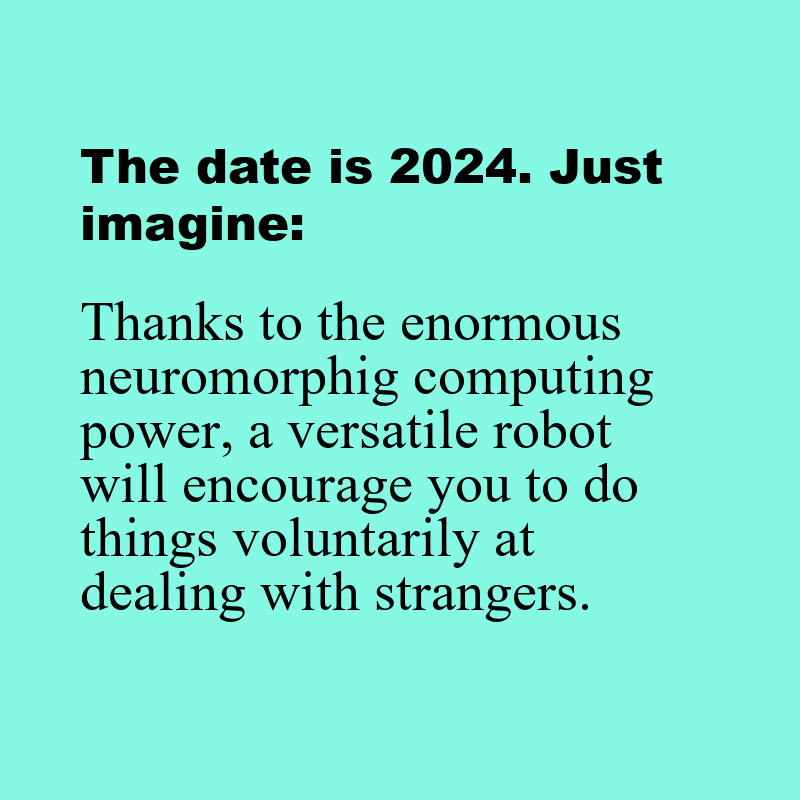 The date is 2024. Just
imagine:
Thanks to the enormous
neuromorphig computing
power, a versatile robot
will encourage you to do
things voluntarily at
dealing with strangers.